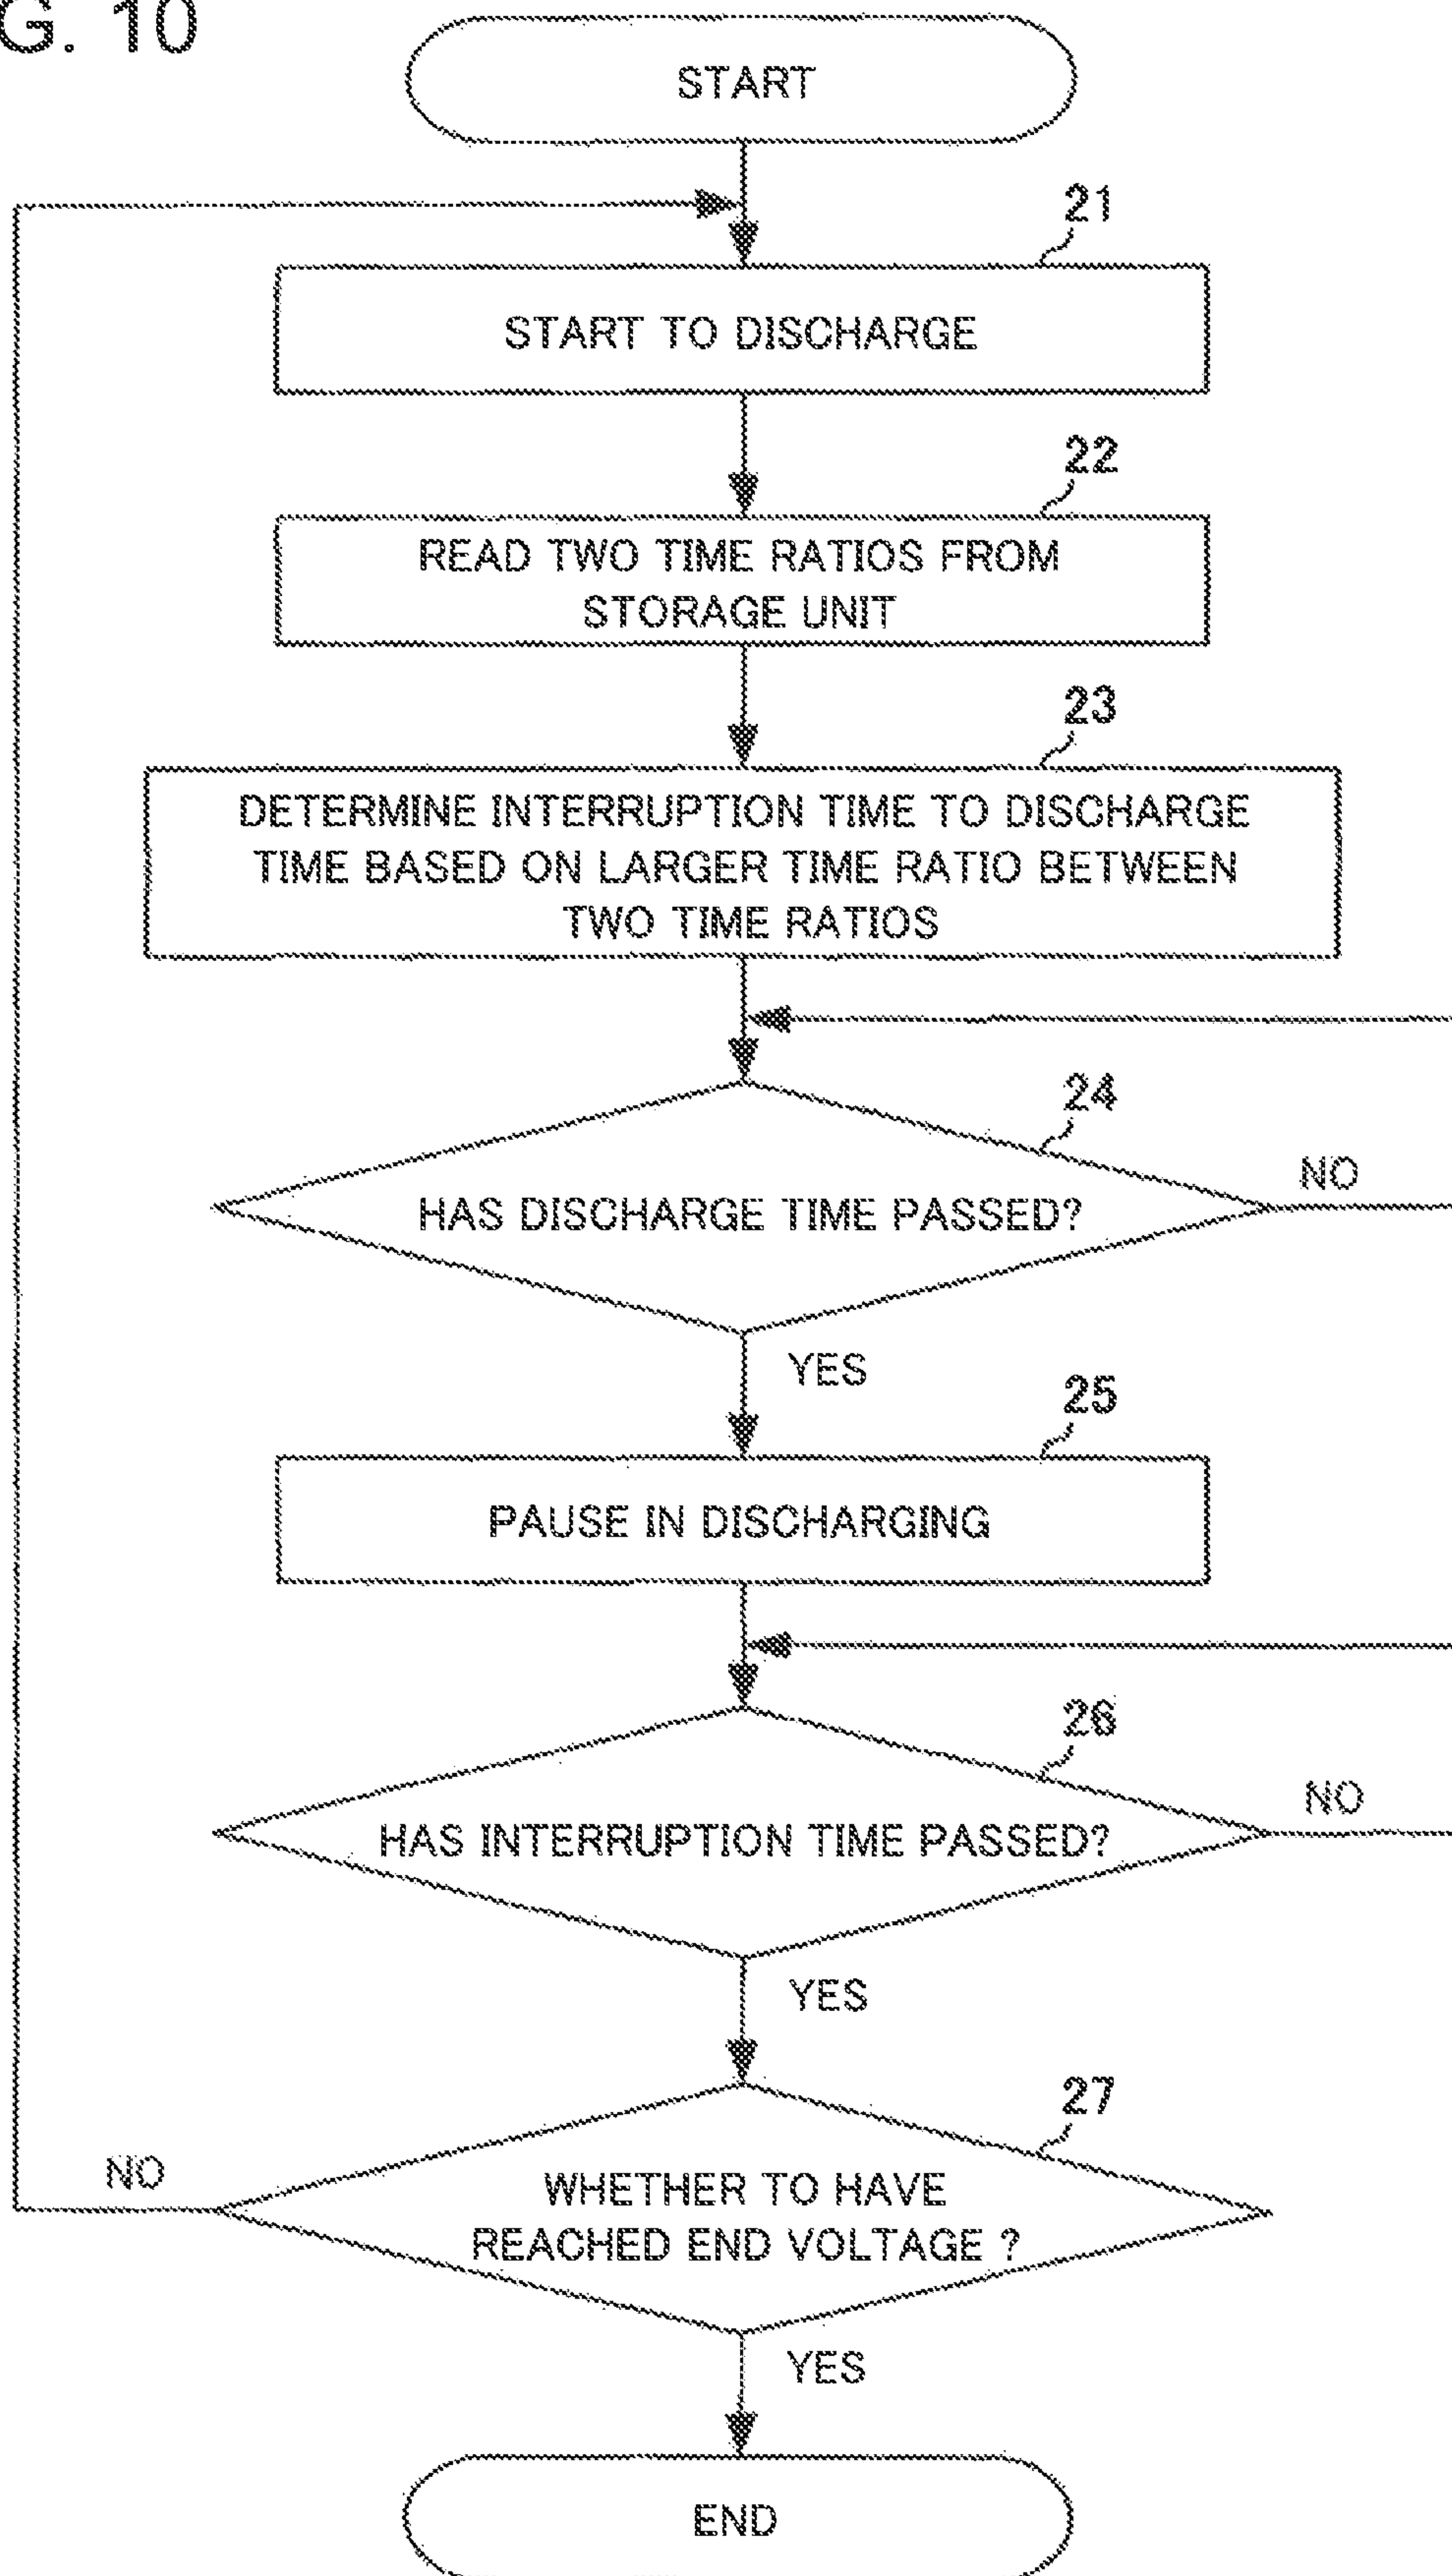 G. 10
START
21
START TO DISCHARGE
22
READ TWO TIME RATIOS FROM
STORAGE UNIT
23
DETERMINE INTERRUPTION TIME TO DISCHARGE
TIME BASED ON LARGER TIME RATIO BETWEEN
TWO TIME RATIOS
24
NO
HAS DISCHARGE TIME PASSED?
YES
25
PAUSE IN DISCHARGING
26
NO
HAS INTERRUPTION TIME PASSED?
YES
27
NO
WHETHER TO HAVE
REACHED END VOLTAGE ?
YES
END